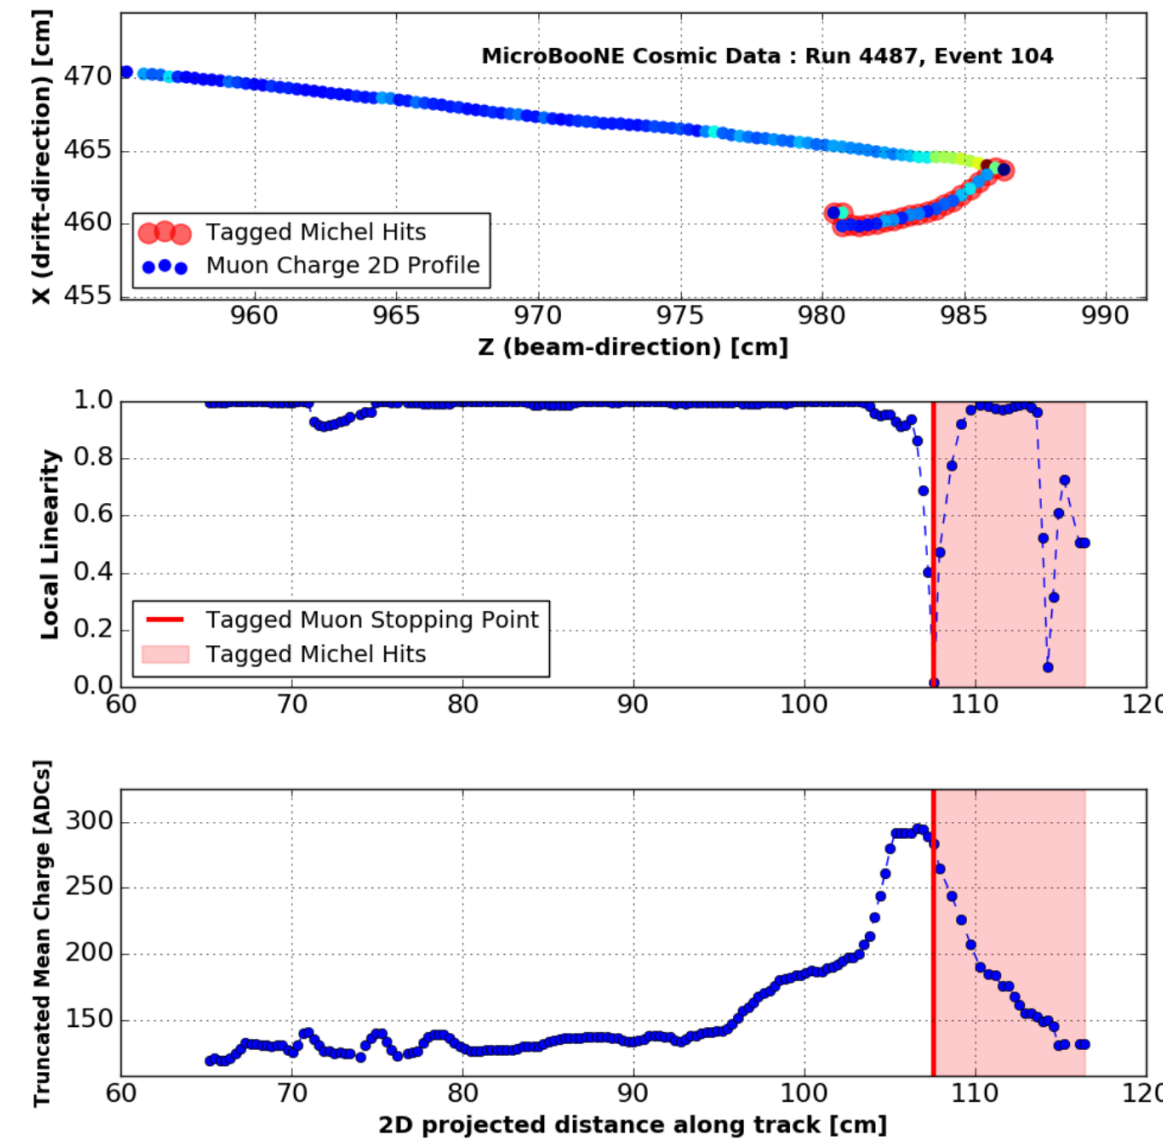 MicroBooNE Cosmic Data : Run 4487, Event 104
X (drift-direction) [cm]
470
465
460
455
Tagged Michel Hits
Muon Charge 2D Profile
960 965 970 975 980 985 990
Z (beam-direction) [cm]
Local Linearity
1.0
0.8
0.6
0.4
0.2
0.0
Tagged Muon Stopping Point
Tagged Michel Hits
60 70 80 90 100 110 120
Truncated Mean Charge [ADCs]
300
250
200
150
60 70 80 90 100 110 120
2D projected distance along track [cm]